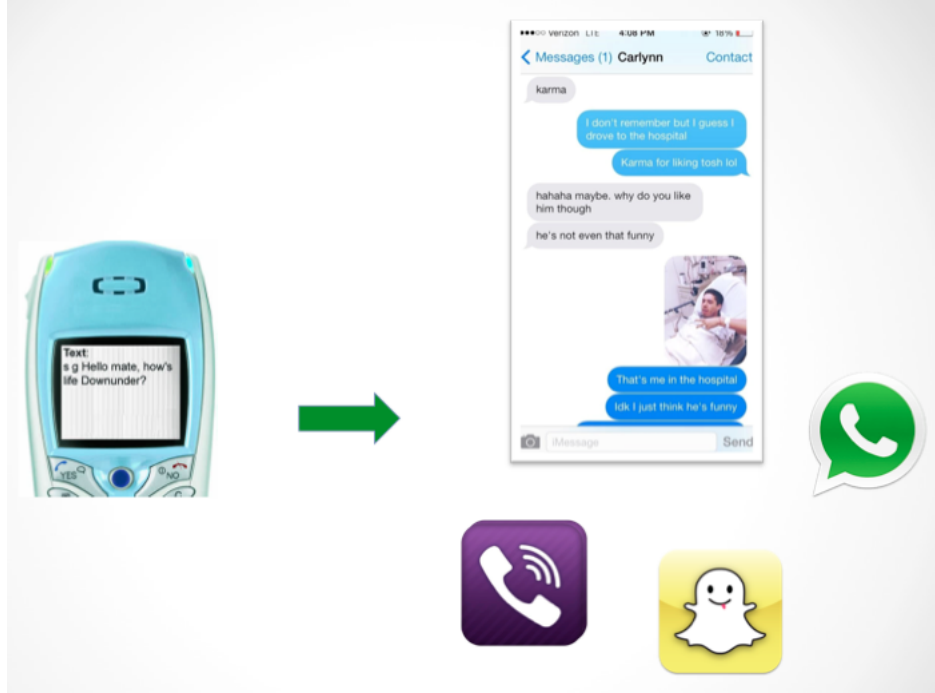 Text:
s g Hello mate, how's
life Downunder?
YES
NO
C
verizon LTE 4:08 PM 18%
Messages (1) Carlynn Contact
karma
I don't remember but I guess I
drove to the hospital
Karma for liking tosh lol
hahaha maybe. why do you like
him though
he's not even that funny
That's me in the hospital
Idk I just think he's funny
iMessage Send